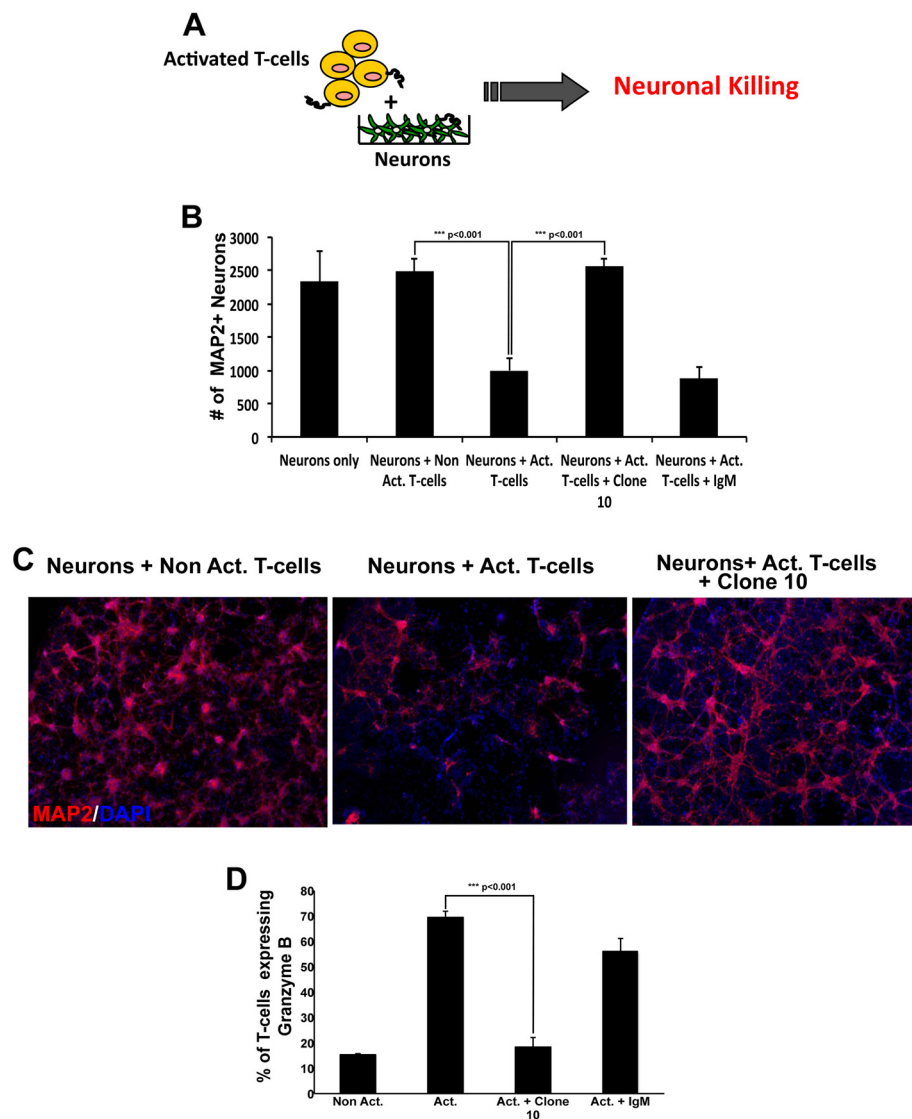 A
Activated T-cells
+
Neurons
Neuronal Killing
B
# of MAP2+ Neurons
3000
2500
2000
1500
1000
500
0
*** p<0.001
*** p<0.001
Neurons only
Neurons + Non
Act. T-cells
Neurons + Act.
T-cells
Neurons + Act.
T-cells + Clone
10
Neurons + Act.
T-cells + IgM
C
Neurons + Non Act. T-cells
Neurons + Act. T-cells
Neurons+ Act. T-cells
+ Clone 10
MAP2/DAPI
D
% of T-cells expressing
Granzyme B
80
70
60
50
40
30
20
10
0
*** p<0.001
Non Act.
Act.
Act. + Clone
10
Act. + IgM